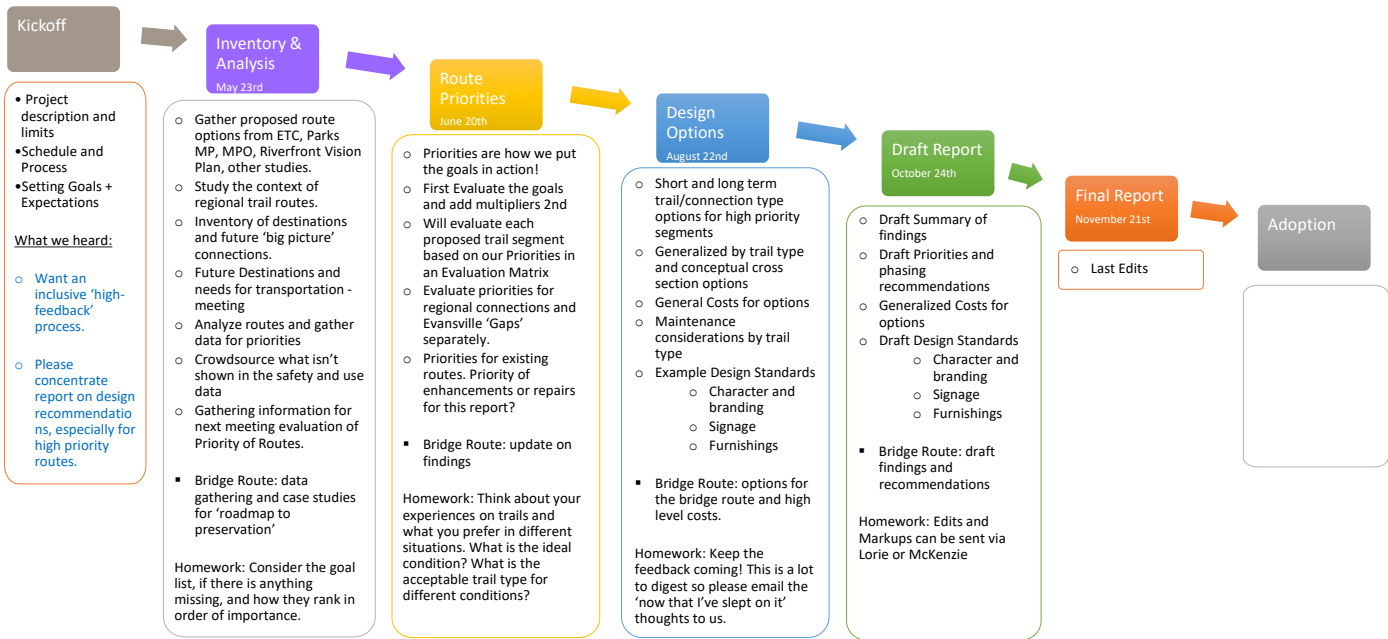 Kickoff
• Project
description and
limits
•Schedule and
Process
•Setting Goals +
Expectations
What we heard:
o Want an
inclusive ‘high-
feedback’
process.
o Please
concentrate
report on design
recommendatio
ns, especially for
high priority
routes.
Inventory &
Analysis
May 23rd
o Gather proposed route
options from ETC, Parks
MP, MPO, Riverfront Vision
Plan, other studies.
o Study the context of
regional trail routes.
o Inventory of destinations
and future ‘big picture’
connections.
o Future Destinations and
needs for transportation -
meeting
o Analyze routes and gather
data for priorities
o Crowdsource what isn’t
shown in the safety and use
data
o Gathering information for
next meeting evaluation of
Priority of Routes.
▪ Bridge Route: data
gathering and case studies
for ‘roadmap to
preservation’
Homework: Consider the goal
list, if there is anything
missing, and how they rank in
order of importance.
Route
Priorities
June 20th
o Priorities are how we put
the goals in action!
o First Evaluate the goals
and add multipliers 2nd
o Will evaluate each
proposed trail segment
based on our Priorities in
an Evaluation Matrix
o Evaluate priorities for
regional connections and
Evansville ‘Gaps’
separately.
o Priorities for existing
routes. Priority of
enhancements or repairs
for this report?
▪ Bridge Route: update on
findings
Homework: Think about your
experiences on trails and
what you prefer in different
situations. What is the ideal
condition? What is the
acceptable trail type for
different conditions?
Design
Options
August 22nd
o Short and long term
trail/connection type
options for high priority
segments
o Generalized by trail type
and conceptual cross
section options
o General Costs for options
o Maintenance
considerations by trail
type
o Example Design Standards
o Character and
branding
o Signage
o Furnishings
▪ Bridge Route: options for
the bridge route and high
level costs.
Homework: Keep the
feedback coming! This is a lot
to digest so please email the
‘now that I’ve slept on it’
thoughts to us.
Draft Report
October 24th
o Draft Summary of
findings
o Draft Priorities and
phasing
recommendations
o Generalized Costs for
options
o Draft Design Standards
o Character and
branding
o Signage
o Furnishings
▪ Bridge Route: draft
findings and
recommendations
Homework: Edits and
Markups can be sent via
Lorie or McKenzie
Final Report
November 21st
o Last Edits
Adoption